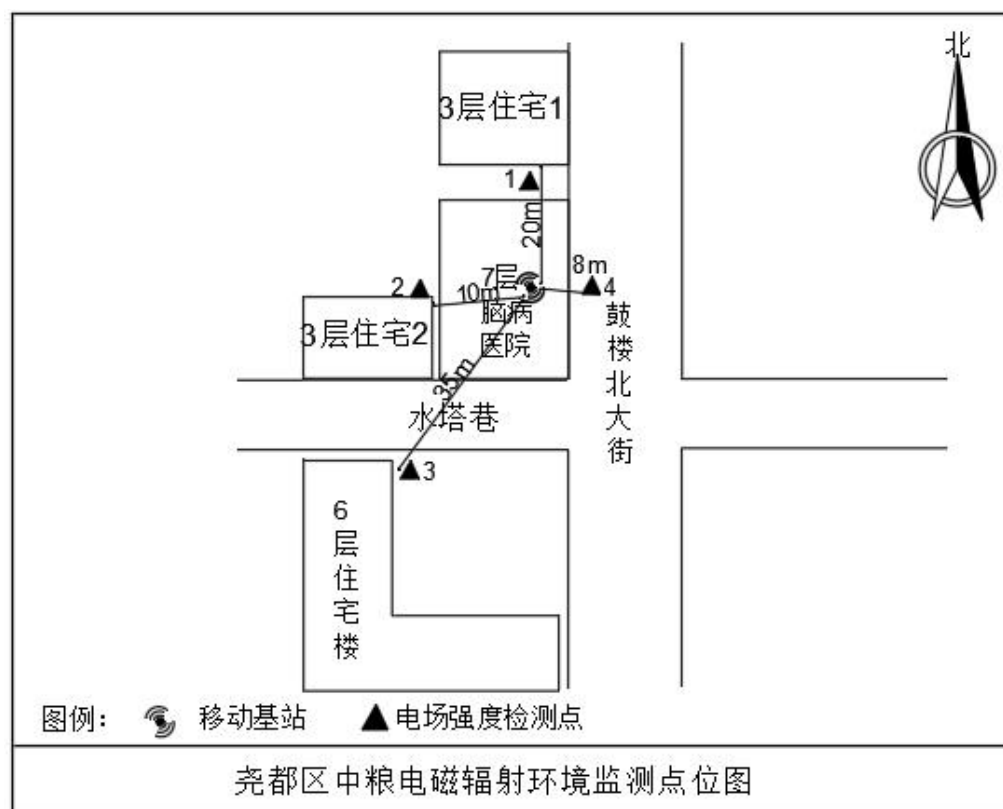 北
3层住宅1
1
20m
8m
7层
脑病
医院
10m
2
4
3层住宅2
鼓楼北大街
35m
水塔巷
3
6层住宅楼
图例：
移动基站
电场强度检测点
尧都区中粮电磁辐射环境监测点位图